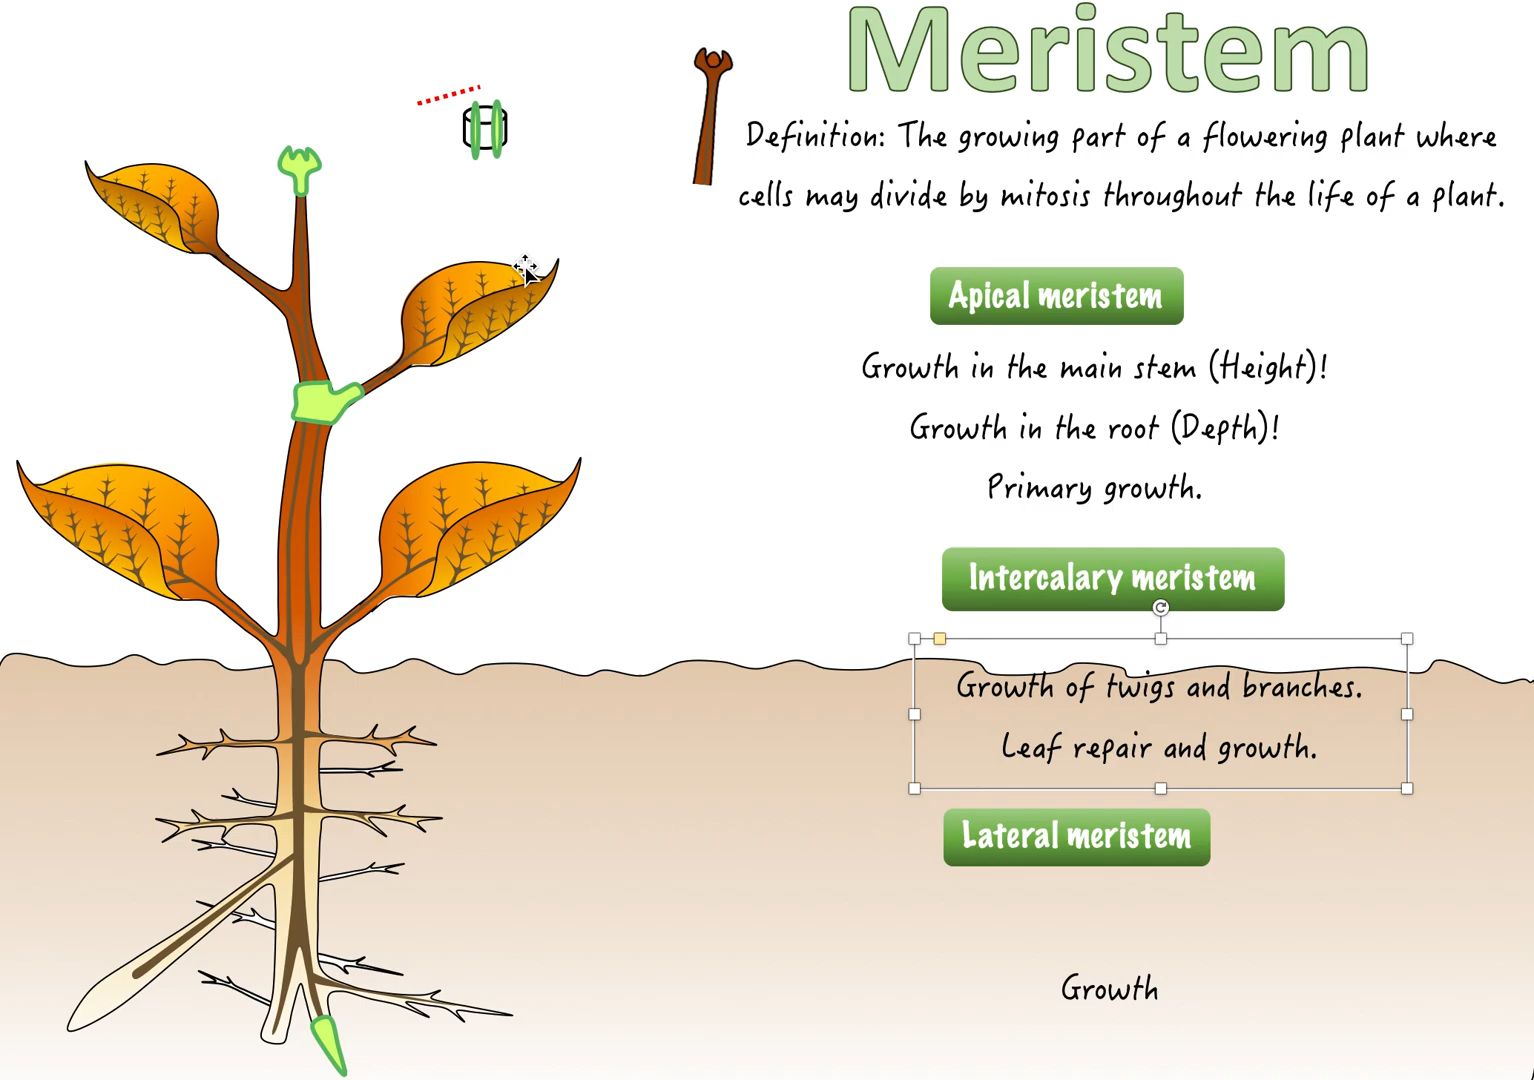 Meristem
Definition: The growing part of a flowering plant where
cells may divide by mitosis throughout the life of a plant.
Apical meristem
Growth in the main stem (Height)!
Growth in the root (Depth)!
Primary growth.
Intercalary meristem
Growth of twigs and branches.
Leaf repair and growth.
Lateral meristem
Growth